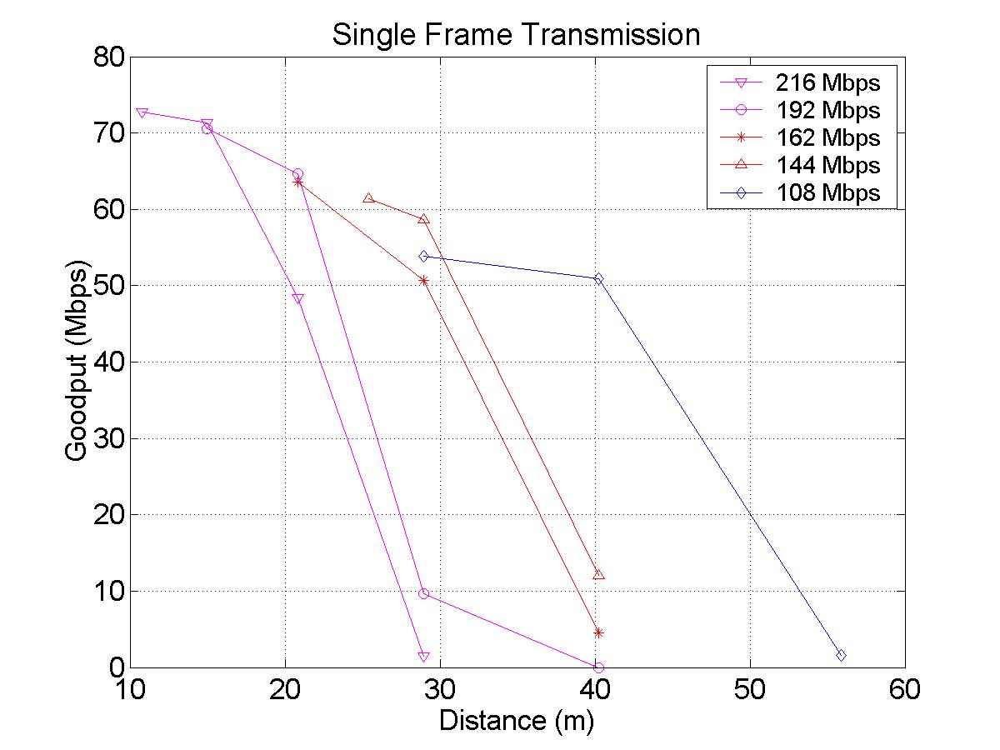 Single Frame Transmission
80
70
60
50
40
30
20
10
0
Goodput (Mbps)
216 Mbps
192 Mbps
162 Mbps
144 Mbps
108 Mbps
10 20 30 40 50 60
Distance (m)